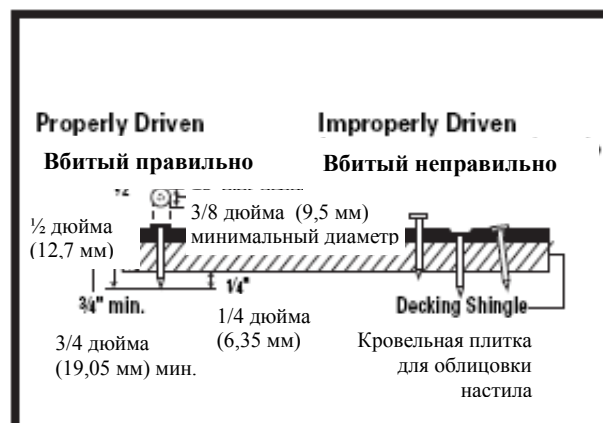 Properly Driven
Improperly Driven
Вбитый правильно
Вбитый неправильно
½ дюйма
(12,7 мм)
3/8 дюйма (9,5 мм)
минимальный диаметр
3/4" min.
1/4"
Decking Shingle
3/4 дюйма
(19,05 мм) мин.
1/4 дюйма
(6,35 мм)
Кровельная плитка
для облицовки
настила